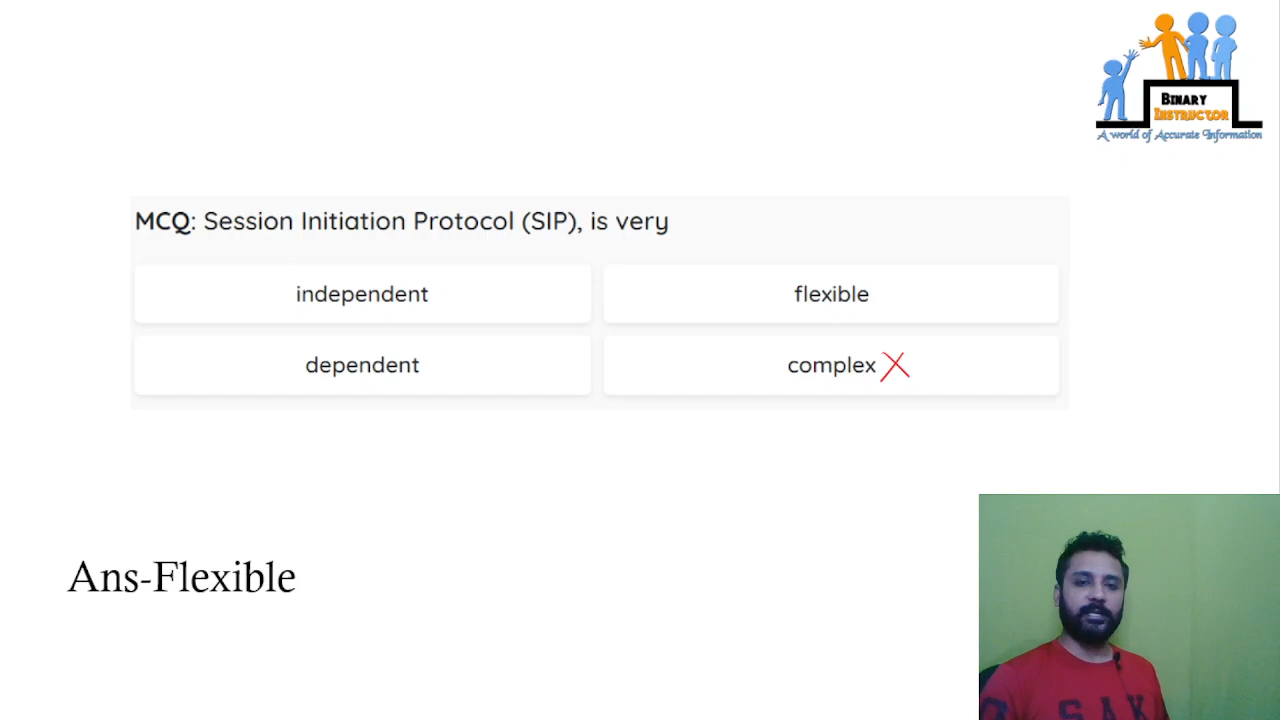 BINARY
INSTRUCTOR
A world of Accurate Information
MCQ: Session Initiation Protocol (SIP), is very
independent
flexible
dependent
complex
Ans-Flexible
SAK